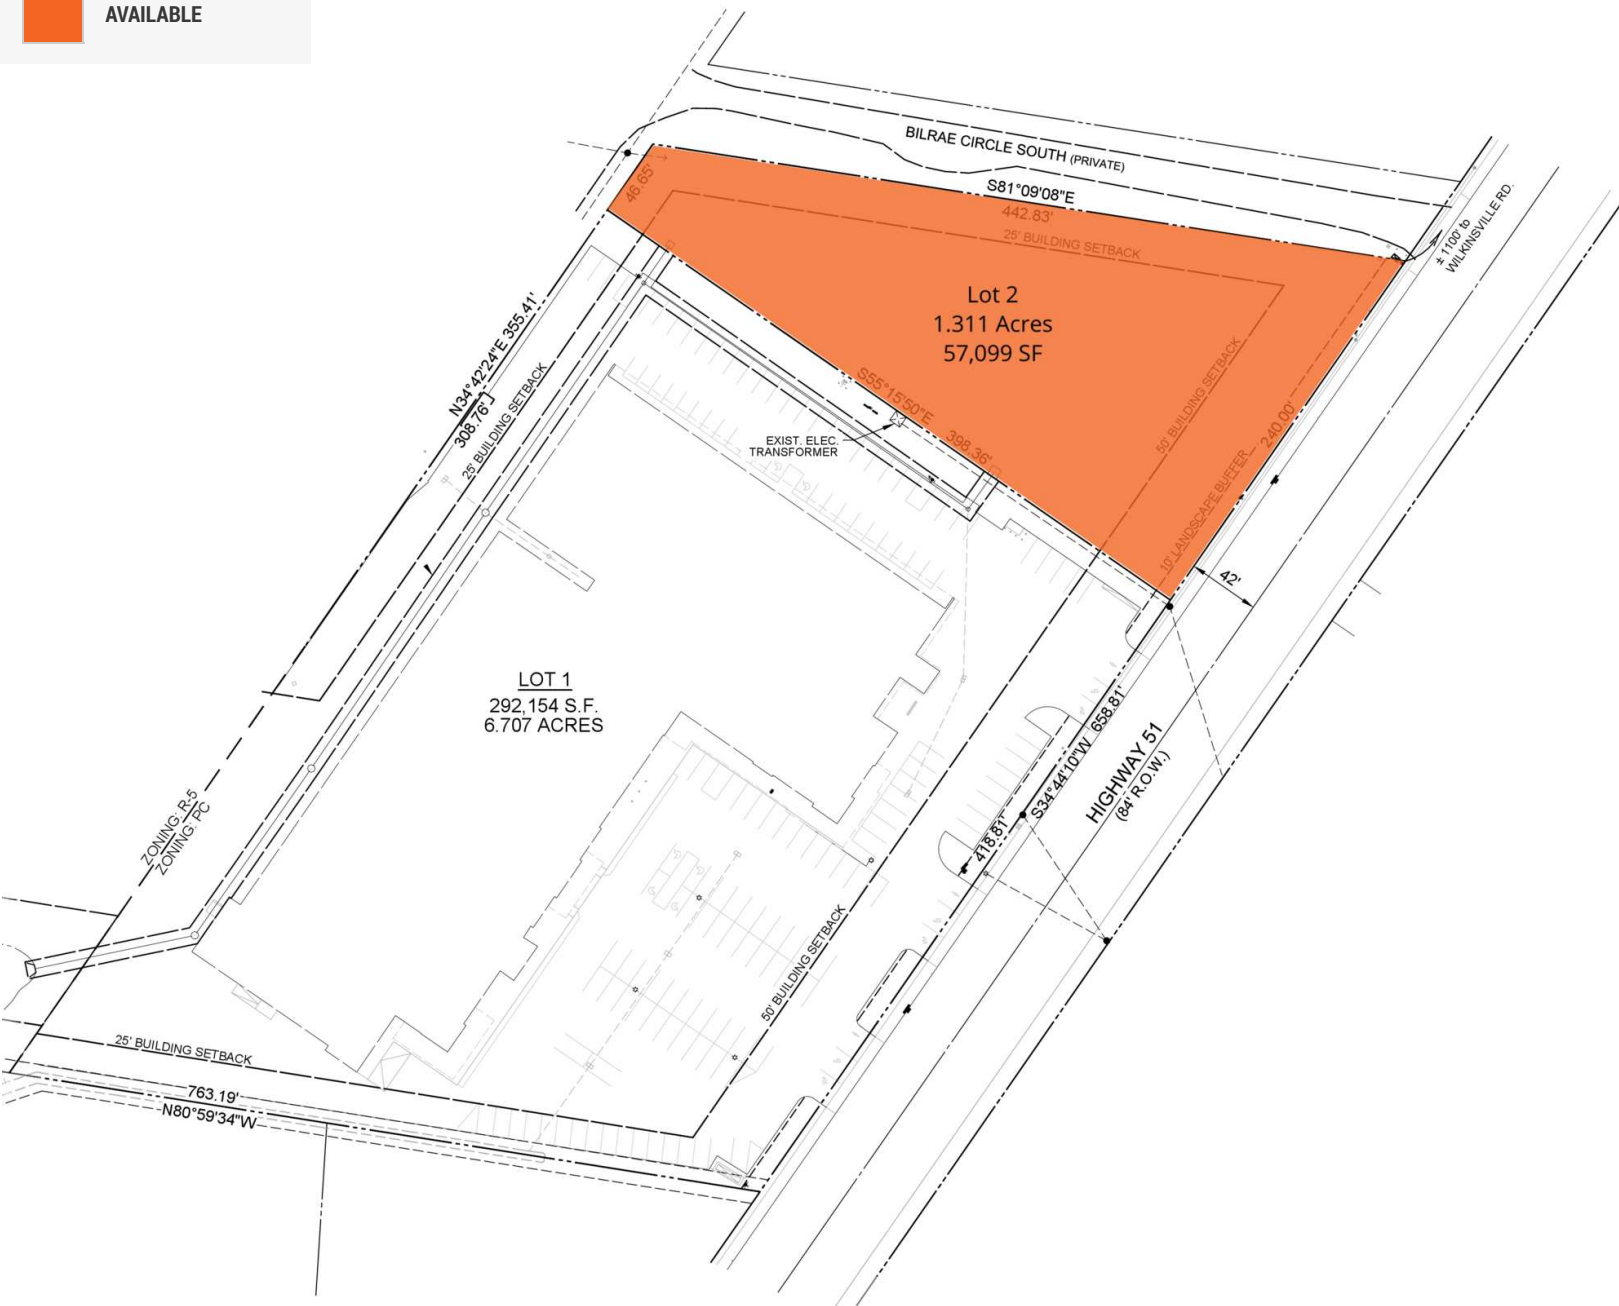 AVAILABLE
BILRAE CIRCLE SOUTH (PRIVATE)
S81°09'08"E
442.83'
25' BUILDING SETBACK
46.65'
± 1100' to
WILKINSVILLE RD.
Lot 2
1.311 Acres
57,099 SF
50' BUILDING SETBACK
240.00'
10' LANDSCAPE BUFFER
S55°15'50"E
398.36'
EXIST. ELEC.
TRANSFORMER
N34°42'24"E 355.41'
308.76'
25' BUILDING SETBACK
42'
LOT 1
292,154 S.F.
6.707 ACRES
S34°44'10"W 658.81'
418.81'
HIGHWAY 51
(84' R.O.W.)
ZONING: R-5
ZONING: PC
50' BUILDING SETBACK
25' BUILDING SETBACK
763.19'
N80°59'34"W